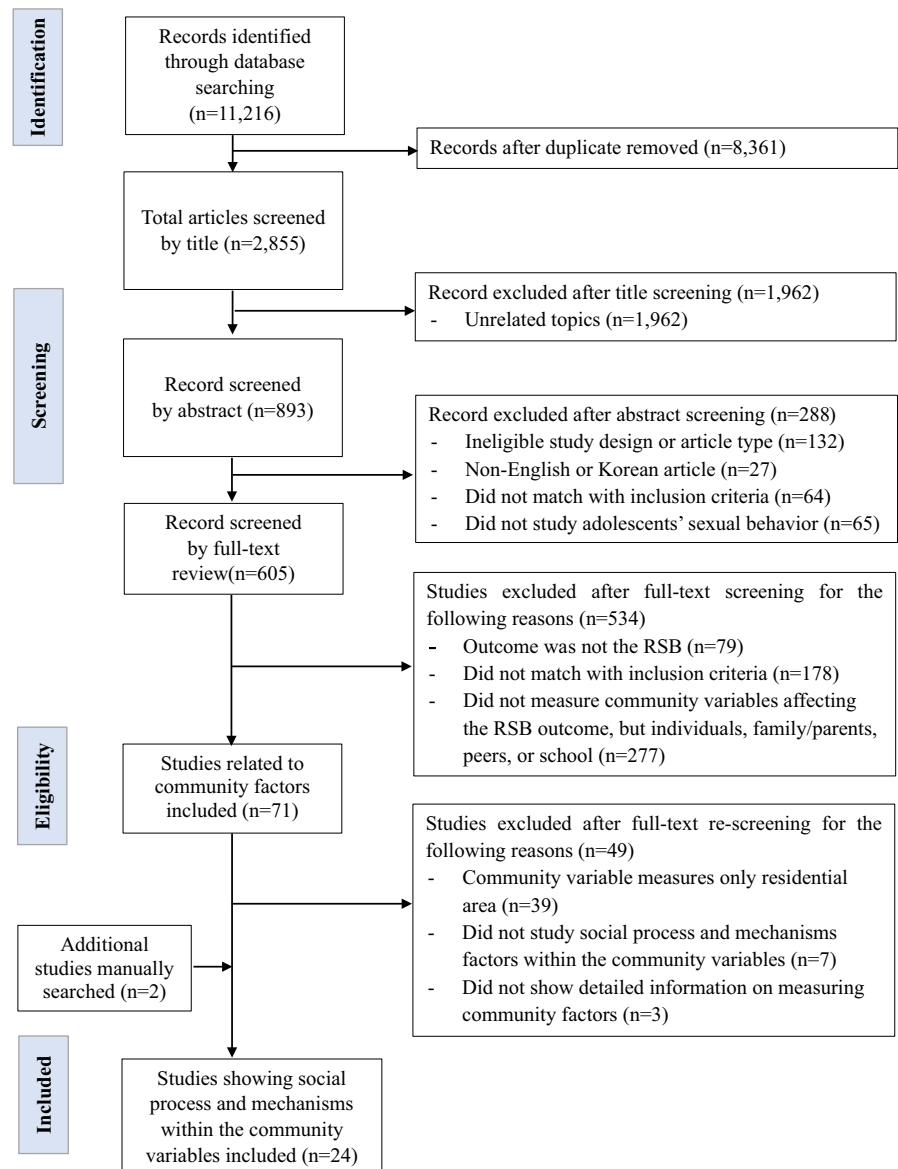 Identification
Records identified
through database
searching
(n=11,216)
Records after duplicate removed (n=8,361)
Total articles screened
by title (n=2,855)
Screening
Record excluded after title screening (n=1,962)
- Unrelated topics (n=1,962)
Record screened
by abstract (n=893)
Record excluded after abstract screening (n=288)
- Ineligible study design or article type (n=132)
- Non-English or Korean article (n=27)
- Did not match with inclusion criteria (n=64)
- Did not study adolescents' sexual behavior (n=65)
Record screened
by full-text
review(n=605)
Studies excluded after full-text screening for the
following reasons (n=534)
- Outcome was not the RSB (n=79)
- Did not match with inclusion criteria (n=178)
- Did not measure community variables affecting
the RSB outcome, but individuals, family/parents,
peers, or school (n=277)
Eligibility
Studies related to
community factors
included (n=71)
Studies excluded after full-text re-screening for the
following reasons (n=49)
- Community variable measures only residential
area (n=39)
- Did not study social process and mechanisms
factors within the community variables (n=7)
- Did not show detailed information on measuring
community factors (n=3)
Additional
studies manually
searched (n=2)
Included
Studies showing social
process and mechanisms
within the community
variables included (n=24)